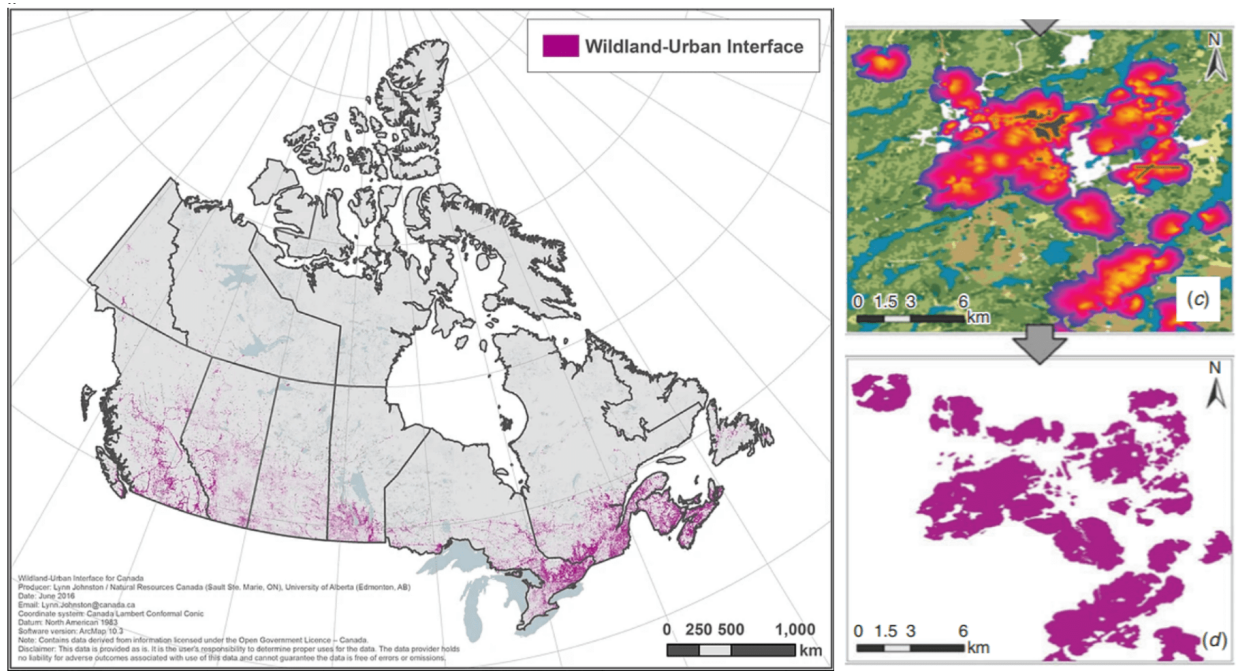 Wildland-Urban Interface
Wildland-Urban Interface for Canada
Producer: Lynn Johnston / Natural Resources Canada (Sault Ste. Marie, ON), University of Alberta (Edmonton, AB)
Date: June 2016
Email: Lynn.Johnston@canada.ca
Coordinate system: Canada Lambert Conformal Conic
Datum: North American 1983
Software version: ArcMap 10.3
Note: Contains data derived from information licensed under the Open Government Licence – Canada.
Disclaimer: This data is provided as is. It is the user's responsibility to determine proper uses for the data. The data provider holds
no liability for adverse outcomes associated with use of this data and cannot guarantee the data is free of errors or omissions.
0 250 500 1,000
km
N
0 1.5 3 6
km
(c)
N
0 1.5 3 6
km
(d)